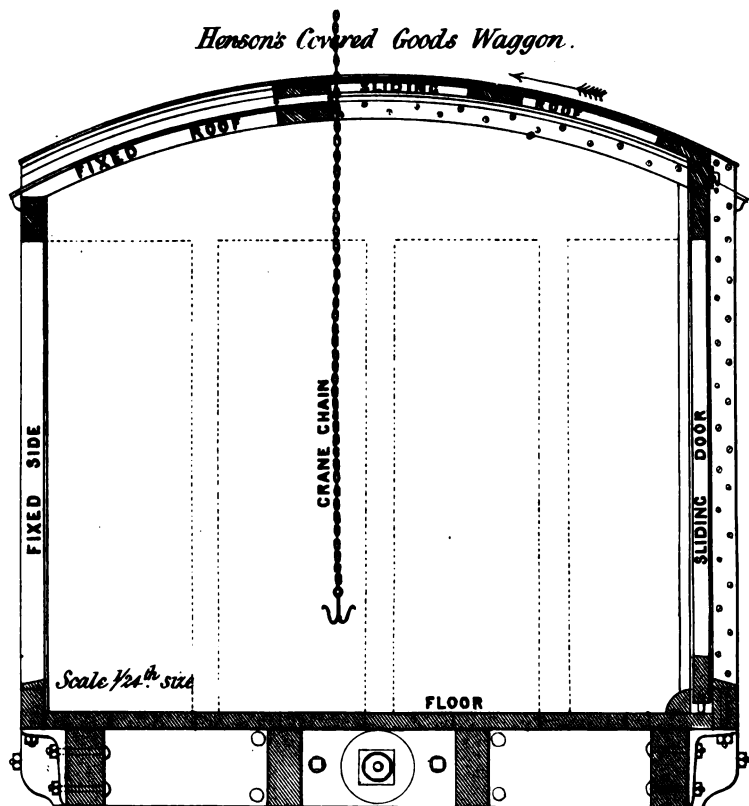 Henson's Covered Goods Waggon.
SLIDING ROOF
FIXED ROOF
FIXED SIDE
CRANE CHAIN
SLIDING DOOR
Scale 1/24th. size
FLOOR